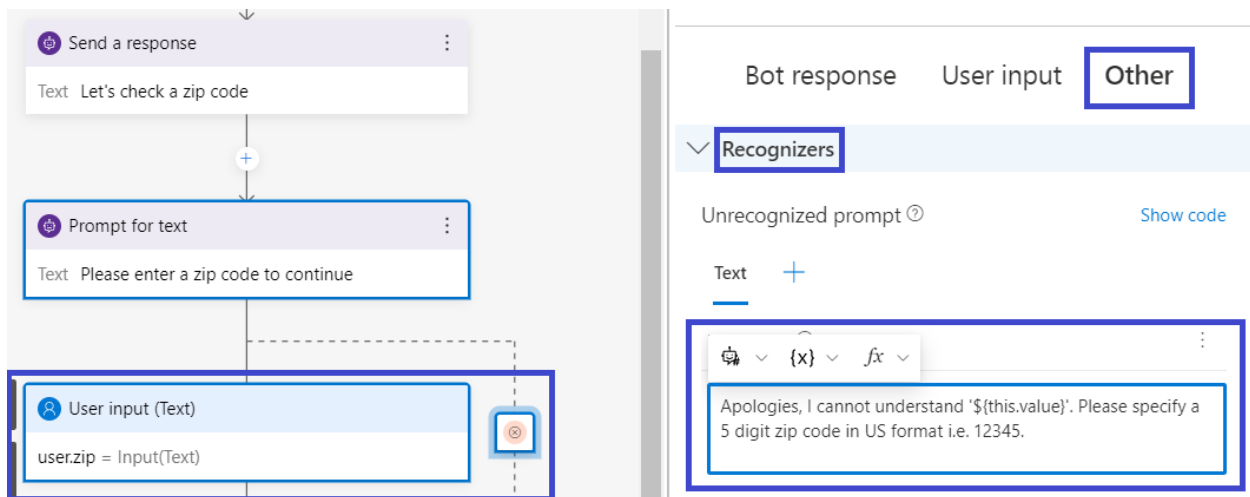 Send a response
Text Let's check a zip code
Prompt for text
Text Please enter a zip code to continue
User input (Text)
user.zip = Input(Text)
Bot response User input Other
Recognizers
Unrecognized prompt Show code
Text
{x} fx
Apologies, I cannot understand '${this.value}'. Please specify a
5 digit zip code in US format i.e. 12345.